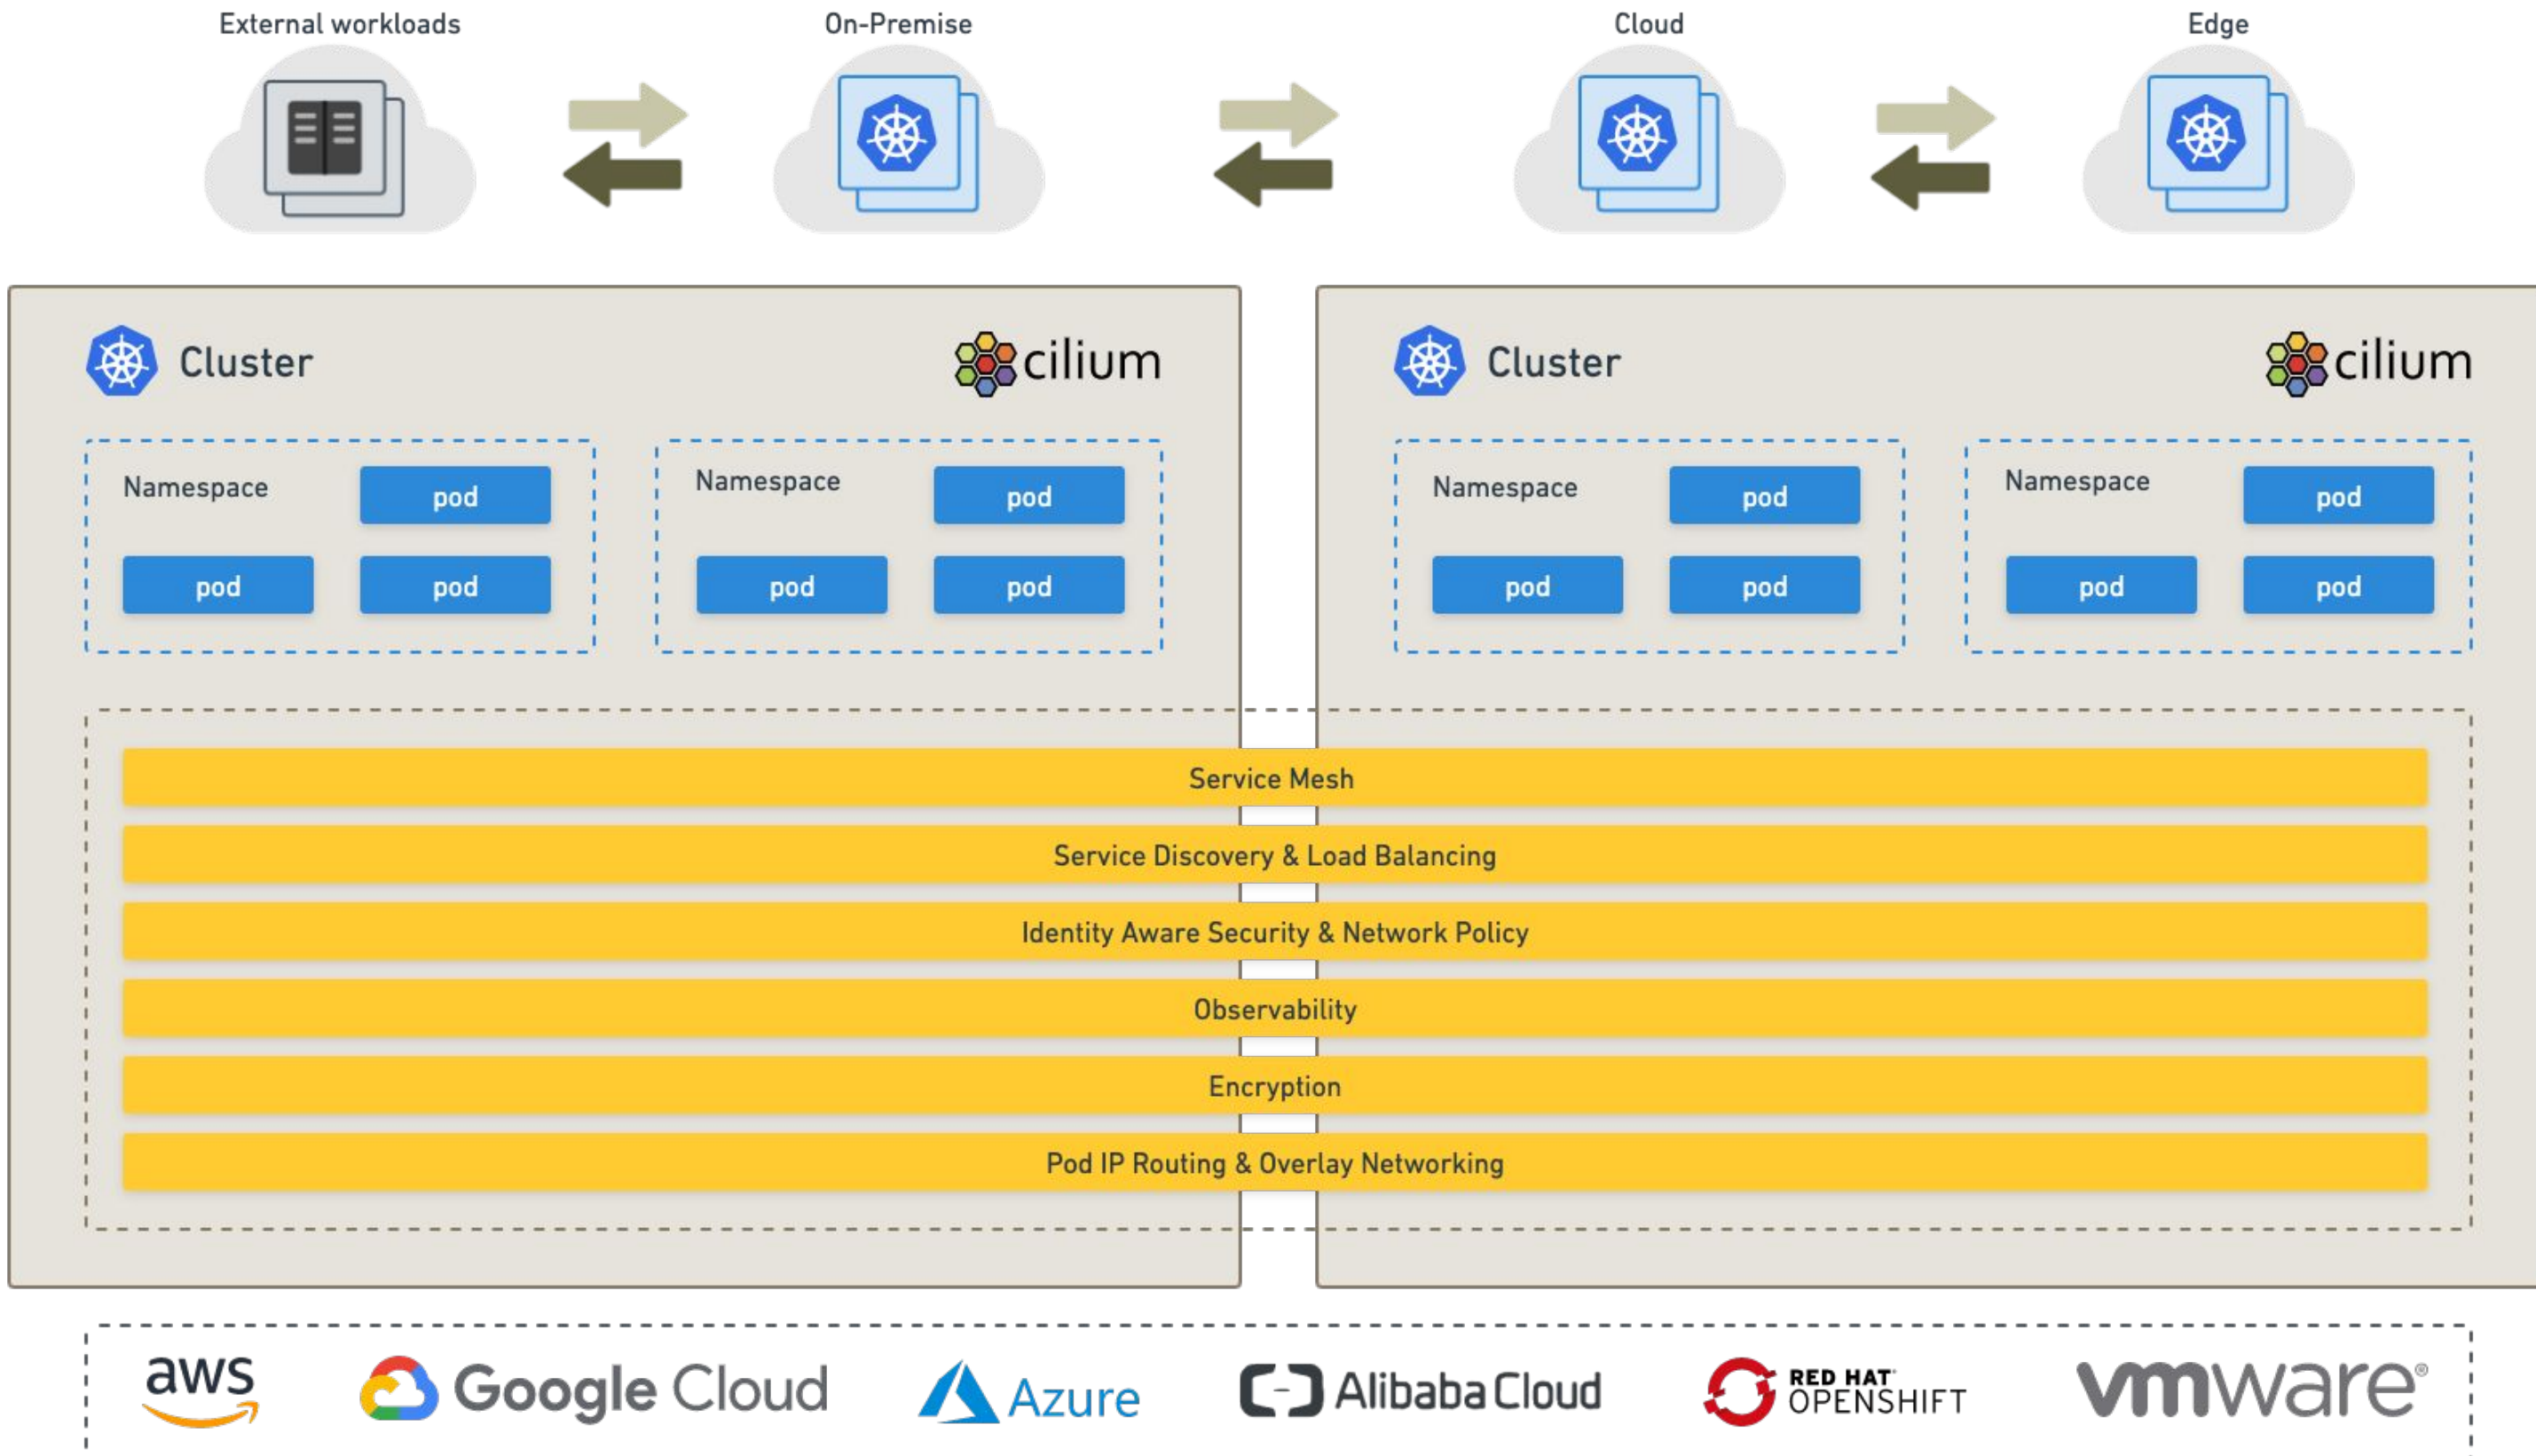 External workloads
On-Premise
Cloud
Edge
Cluster
cilium
Cluster
cilium
Namespace
pod
pod
pod
Namespace
pod
pod
pod
Namespace
pod
pod
pod
Namespace
pod
pod
pod
Service Mesh
Service Discovery & Load Balancing
Identity Aware Security & Network Policy
Observability
Encryption
Pod IP Routing & Overlay Networking
aws
Google Cloud
Azure
Alibaba Cloud
RED HAT
OPENSHIFT
vmware®